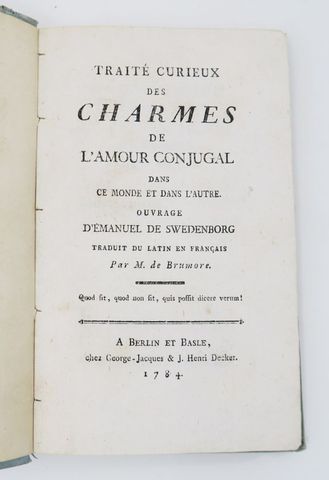 TRAITÉ CURIEUX
DES
CHARMES
DE
L'AMOUR CONJUGAL
DANS
CE MONDE ET DANS L'AUTRE.
OUVRAGE
D'ÉMANUEL DE SWEDENBORG
TRADUIT DU LATIN EN FRANÇAIS
Par M. de Brumore.
Quod sit, quod non sit, quis possit dicere verum!
A BERLIN ET BASLE,
chez George-Jacques & J. Henri Decker.
1784